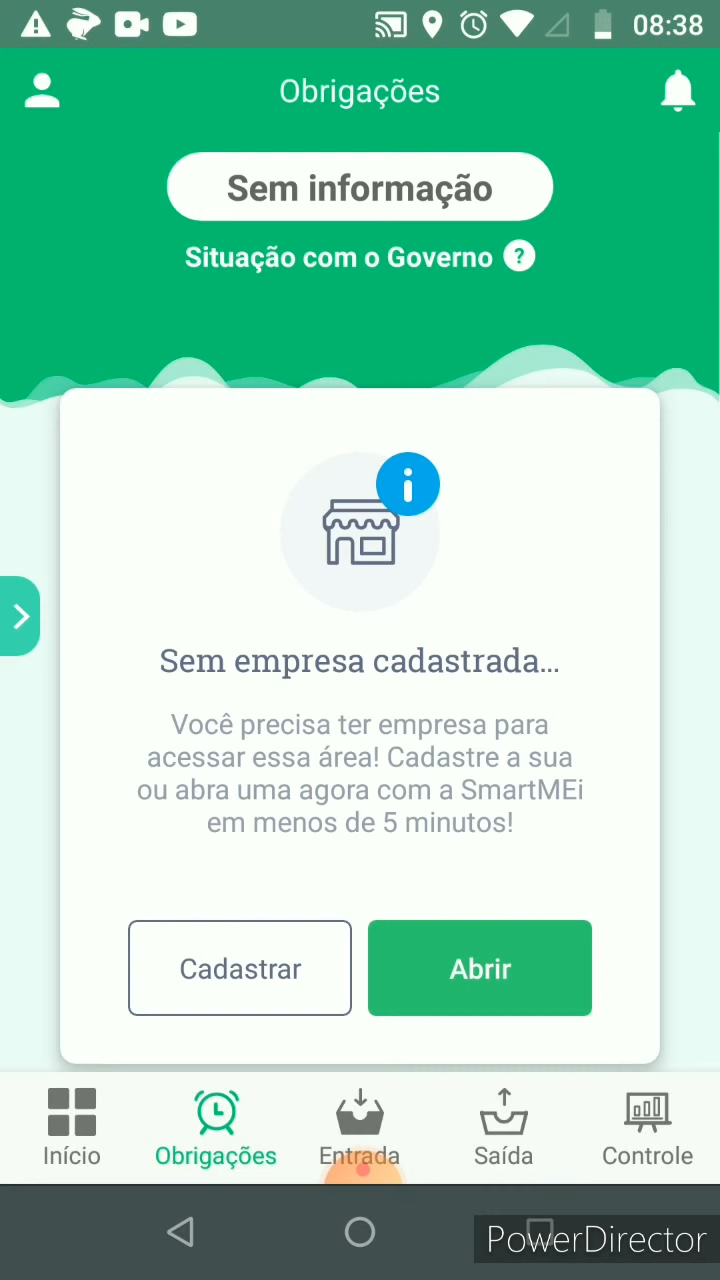 08:38
Obrigações
Sem informação
Situação com o Governo ?
Sem empresa cadastrada...
Você precisa ter empresa para
acessar essa área! Cadastre a sua
ou abra uma agora com a SmartMEi
em menos de 5 minutos!
Cadastrar
Abrir
Início
Obrigações
Entrada
Saída
Controle
PowerDirector